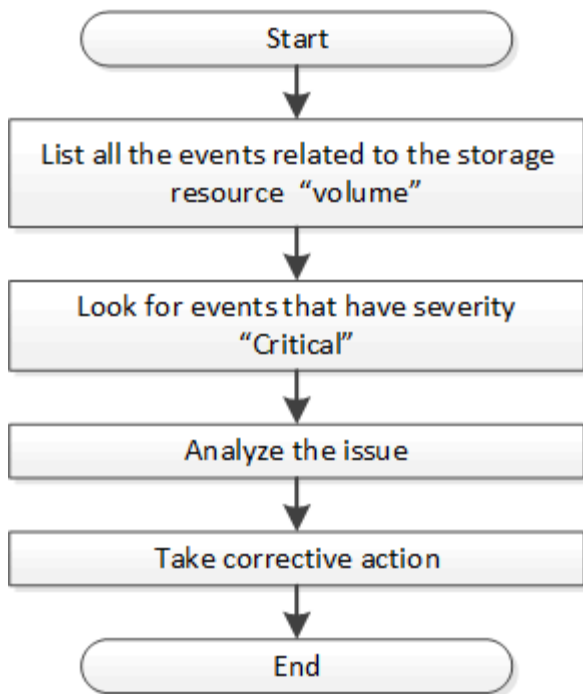 Start
List all the events related to the storage
resource “volume”
Look for events that have severity
“Critical”
Analyze the issue
Take corrective action
End